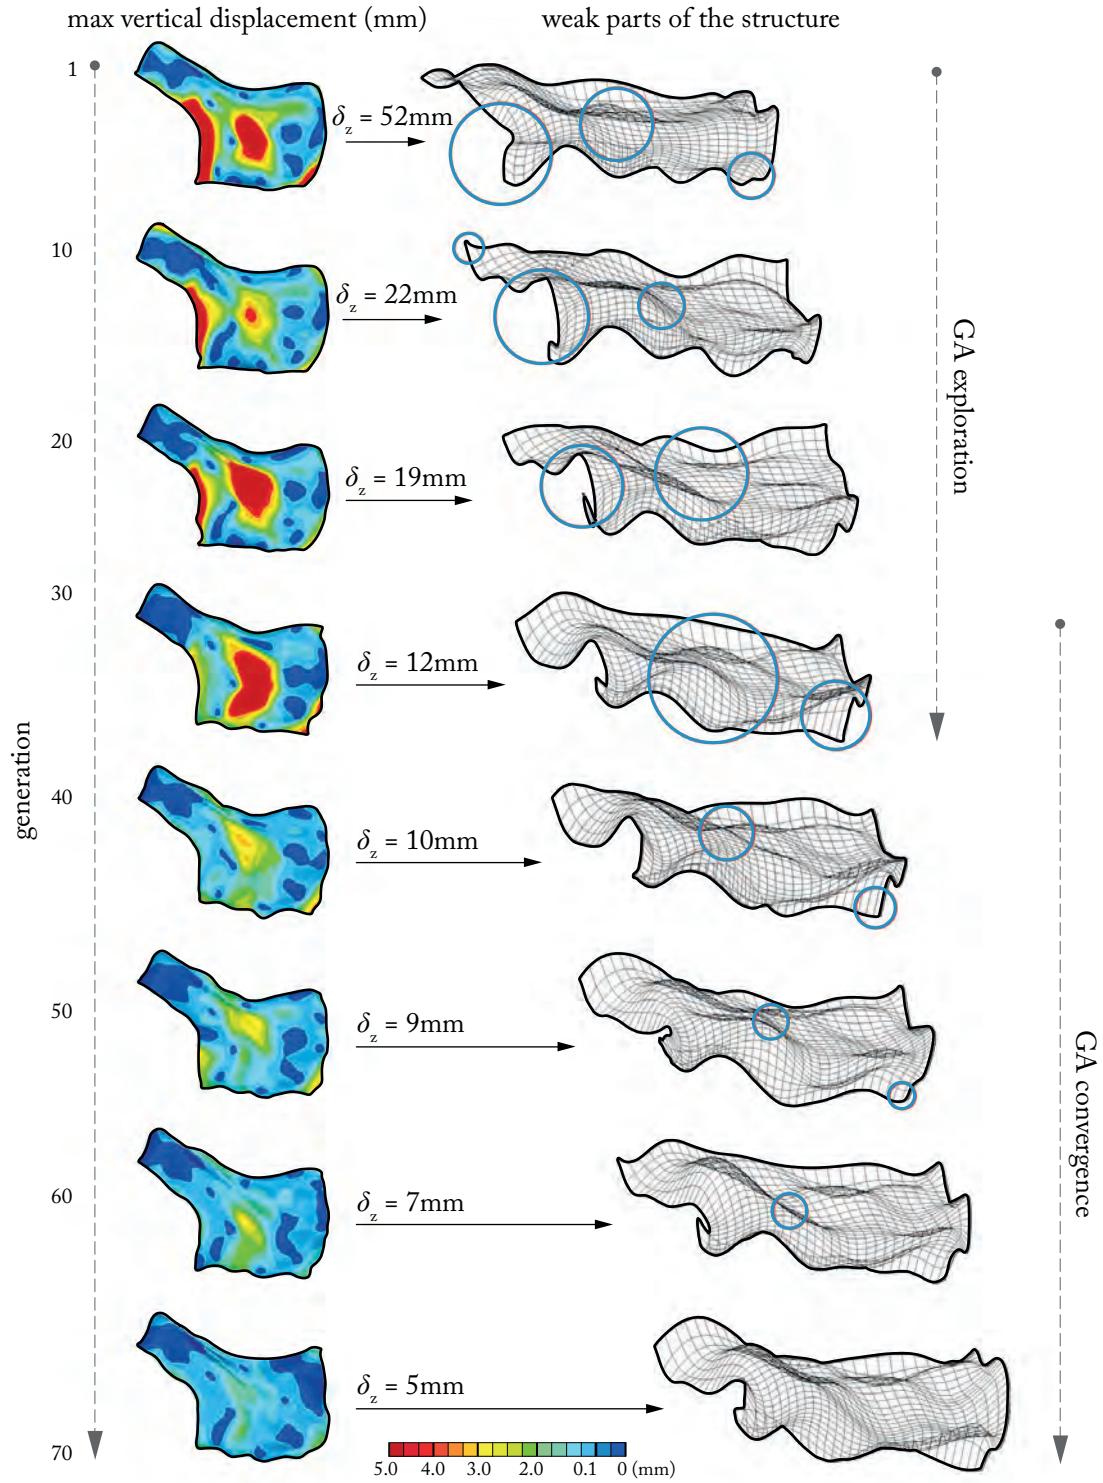 max vertical displacement (mm)
weak parts of the structure
1
δz = 52mm
10
δz = 22mm
GA exploration
20
δz = 19mm
30
δz = 12mm
generation
40
δz = 10mm
50
δz = 9mm
GA convergence
60
δz = 7mm
δz = 5mm
70
5.0 4.0 3.0 2.0 0.1 0 (mm)